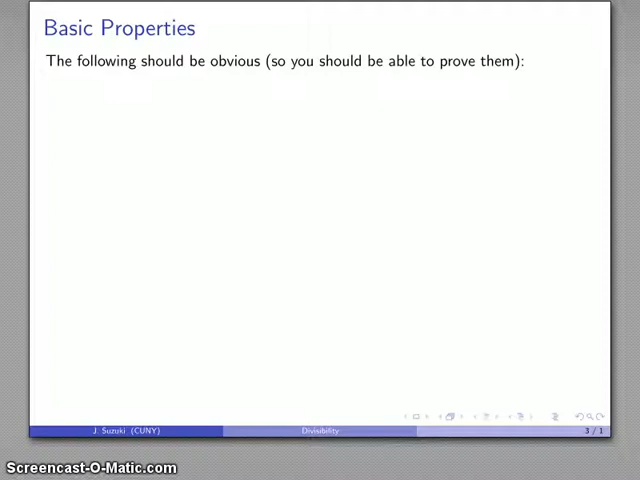 Basic Properties
The following should be obvious (so you should be able to prove them):
J. Suzuki (CUNY)
Divisibility
3 / 1
Screencast-O-Matic.com